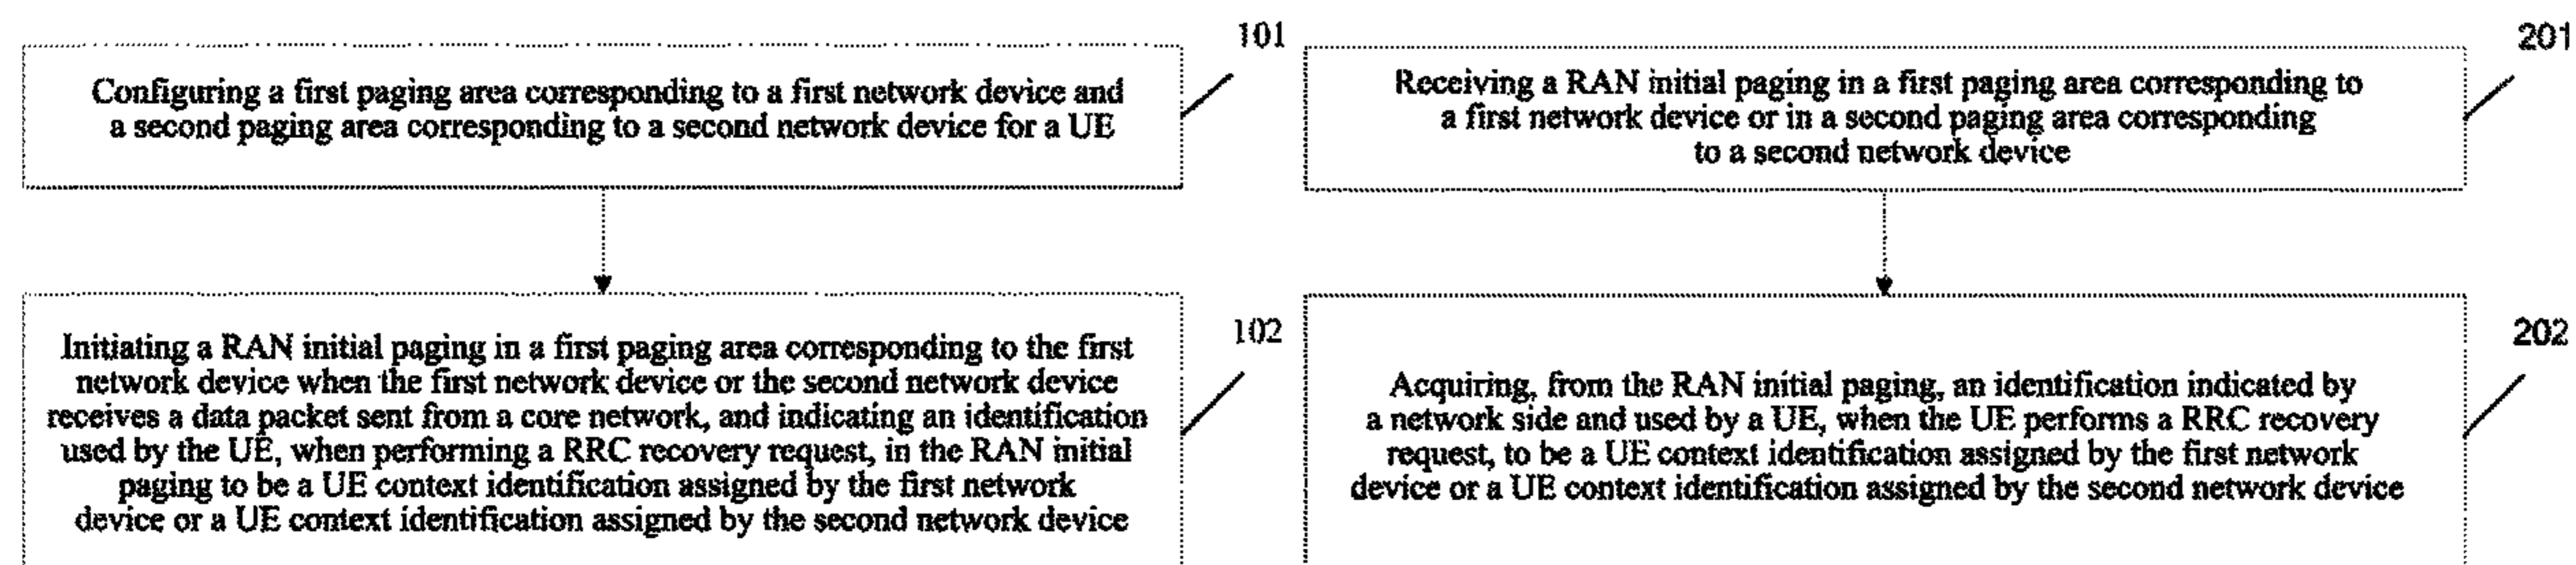 101
Configuring a first paging area corresponding to a first network device and
a second paging area corresponding to a second network device for a UE
102
Initiating a RAN initial paging in a first paging area corresponding to the first
network device when the first network device or the second network device
receives a data packet sent from a core network, and indicating an identification
used by the UE, when performing a RRC recovery request, in the RAN initial
paging to be a UE context identification assigned by the first network
device or a UE context identification assigned by the second network device
201
Receiving a RAN initial paging in a first paging area corresponding to
a first network device or in a second paging area corresponding
to a second network device
202
Acquiring, from the RAN initial paging, an identification indicated by
a network side and used by a UE, when the UE performs a RRC recovery
request, to be a UE context identification assigned by the first network
device or a UE context identification assigned by the second network device